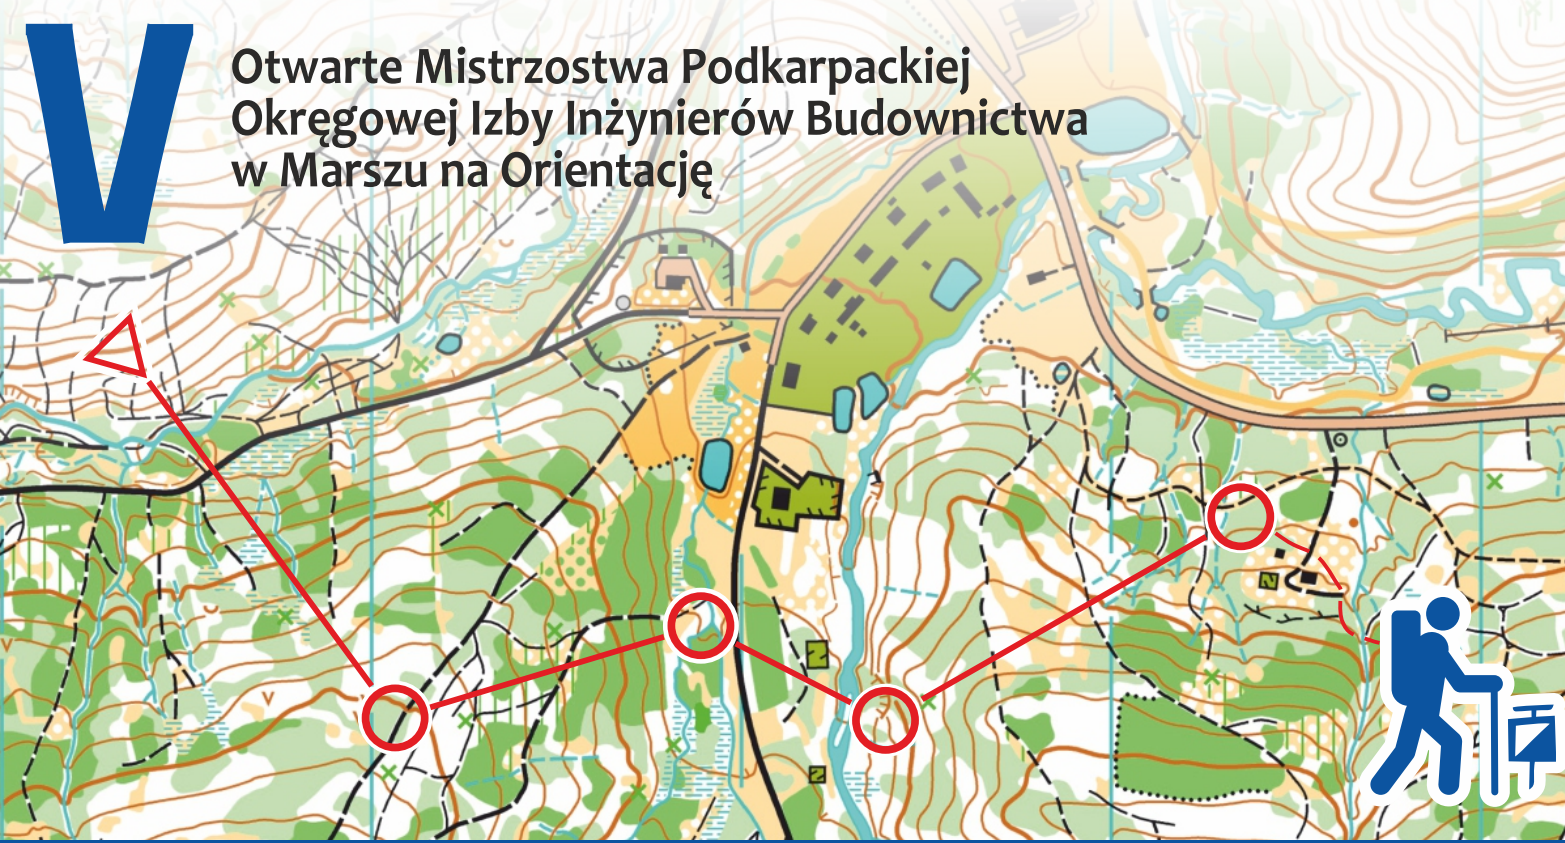 V
Otwarte Mistrzostwa Podkarpackiej
Okręgowej Izby Inżynierów Budownictwa
w Marszu na Orientację